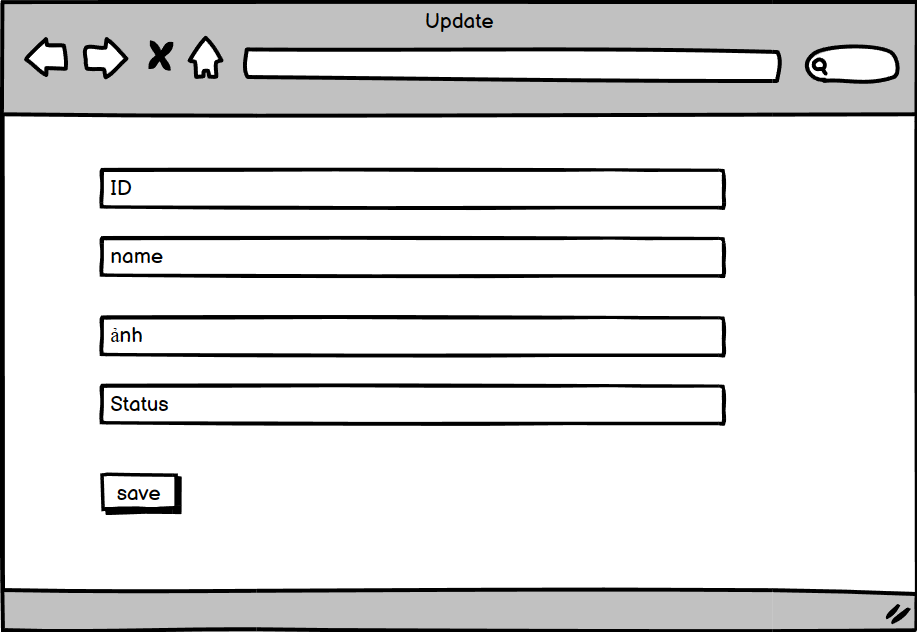 Update
ID
name
ảnh
Status
save